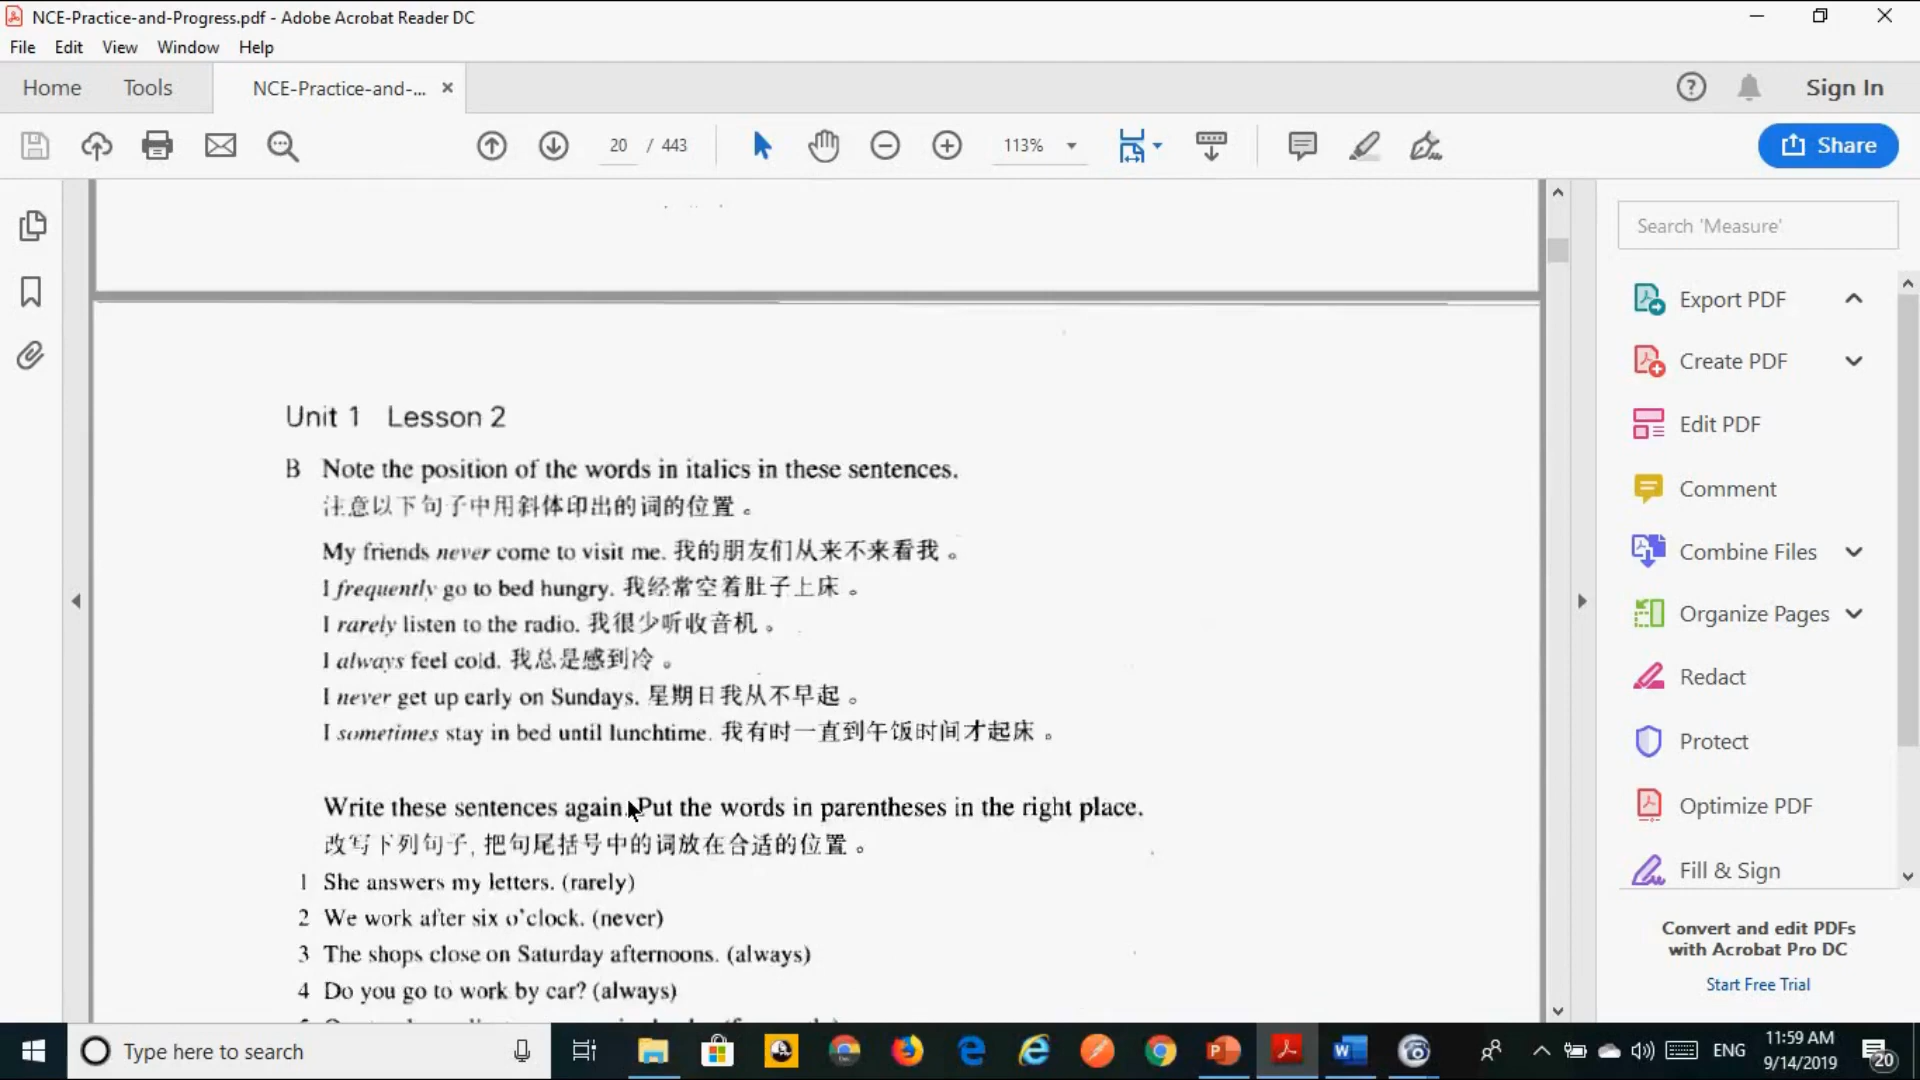 NCE-Practice-and-Progress.pdf - Adobe Acrobat Reader DC
File Edit View Window Help
Home Tools NCE-Practice-and-... × Sign In
20 / 443 113% Share
Search 'Measure'
Export PDF
Create PDF
Edit PDF
Comment
Combine Files
Organize Pages
Redact
Protect
Optimize PDF
Fill & Sign
Convert and edit PDFs
with Acrobat Pro DC
Start Free Trial
Unit 1 Lesson 2
B Note the position of the words in italics in these sentences.
注意以下句子中用斜体印出的词的位置。
My friends never come to visit me. 我的朋友们从来不来看我。
I frequently go to bed hungry. 我经常空着肚子上床。
I rarely listen to the radio. 我很少听收音机。
I always feel cold. 我总是感到冷。
I never get up early on Sundays. 星期日我从不早起。
I sometimes stay in bed until lunchtime. 我有时一直到午饭时间才起床。
Write these sentences again. Put the words in parentheses in the right place.
改写下列句子, 把句尾括号中的词放在合适的位置。
1 She answers my letters. (rarely)
2 We work after six o'clock. (never)
3 The shops close on Saturday afternoons. (always)
4 Do you go to work by car? (always)
Type here to search
ENG
11:59 AM
9/14/2019
20